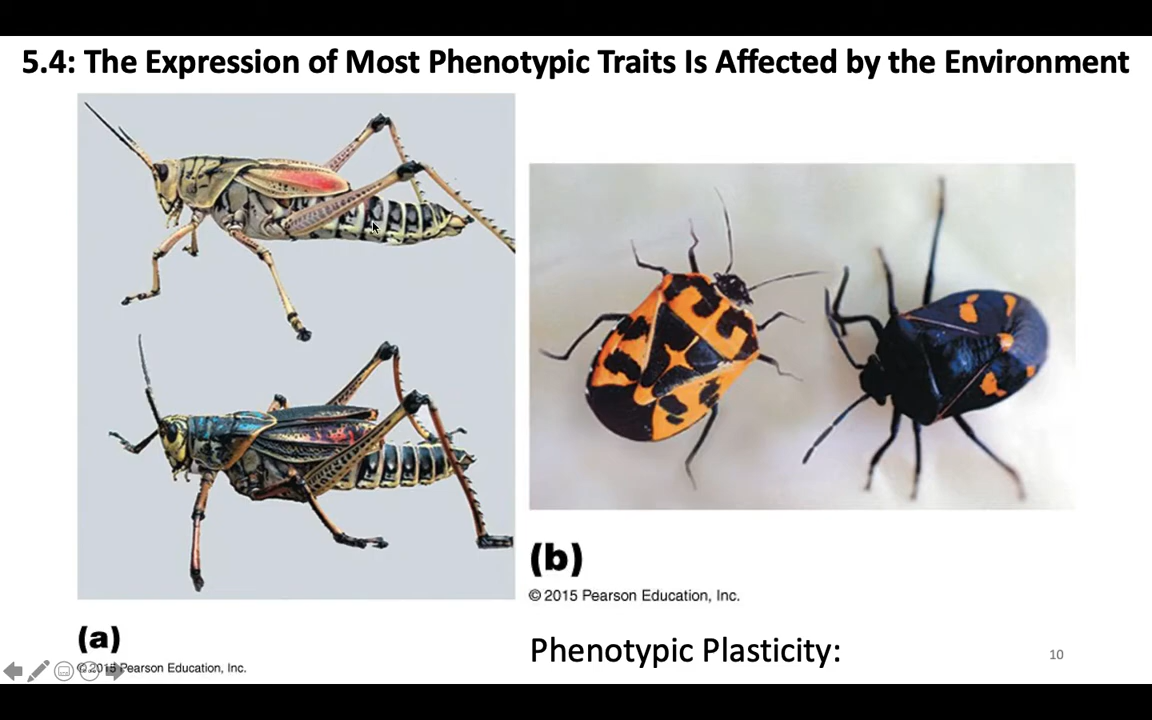 5.4: The Expression of Most Phenotypic Traits Is Affected by the Environment
(a)
© 2015 Pearson Education, Inc.
(b)
© 2015 Pearson Education, Inc.
Phenotypic Plasticity:
10